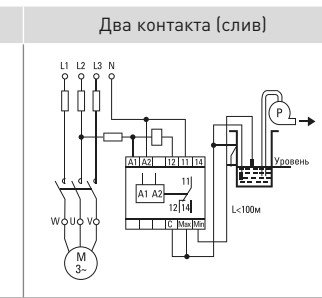 Два контакта (слив)
L1 L2 L3 N
P
A1 A2 12 11 14
Уровень
11
A1 A2
12 14
L<100м
W U V
C Max Min
M
3~